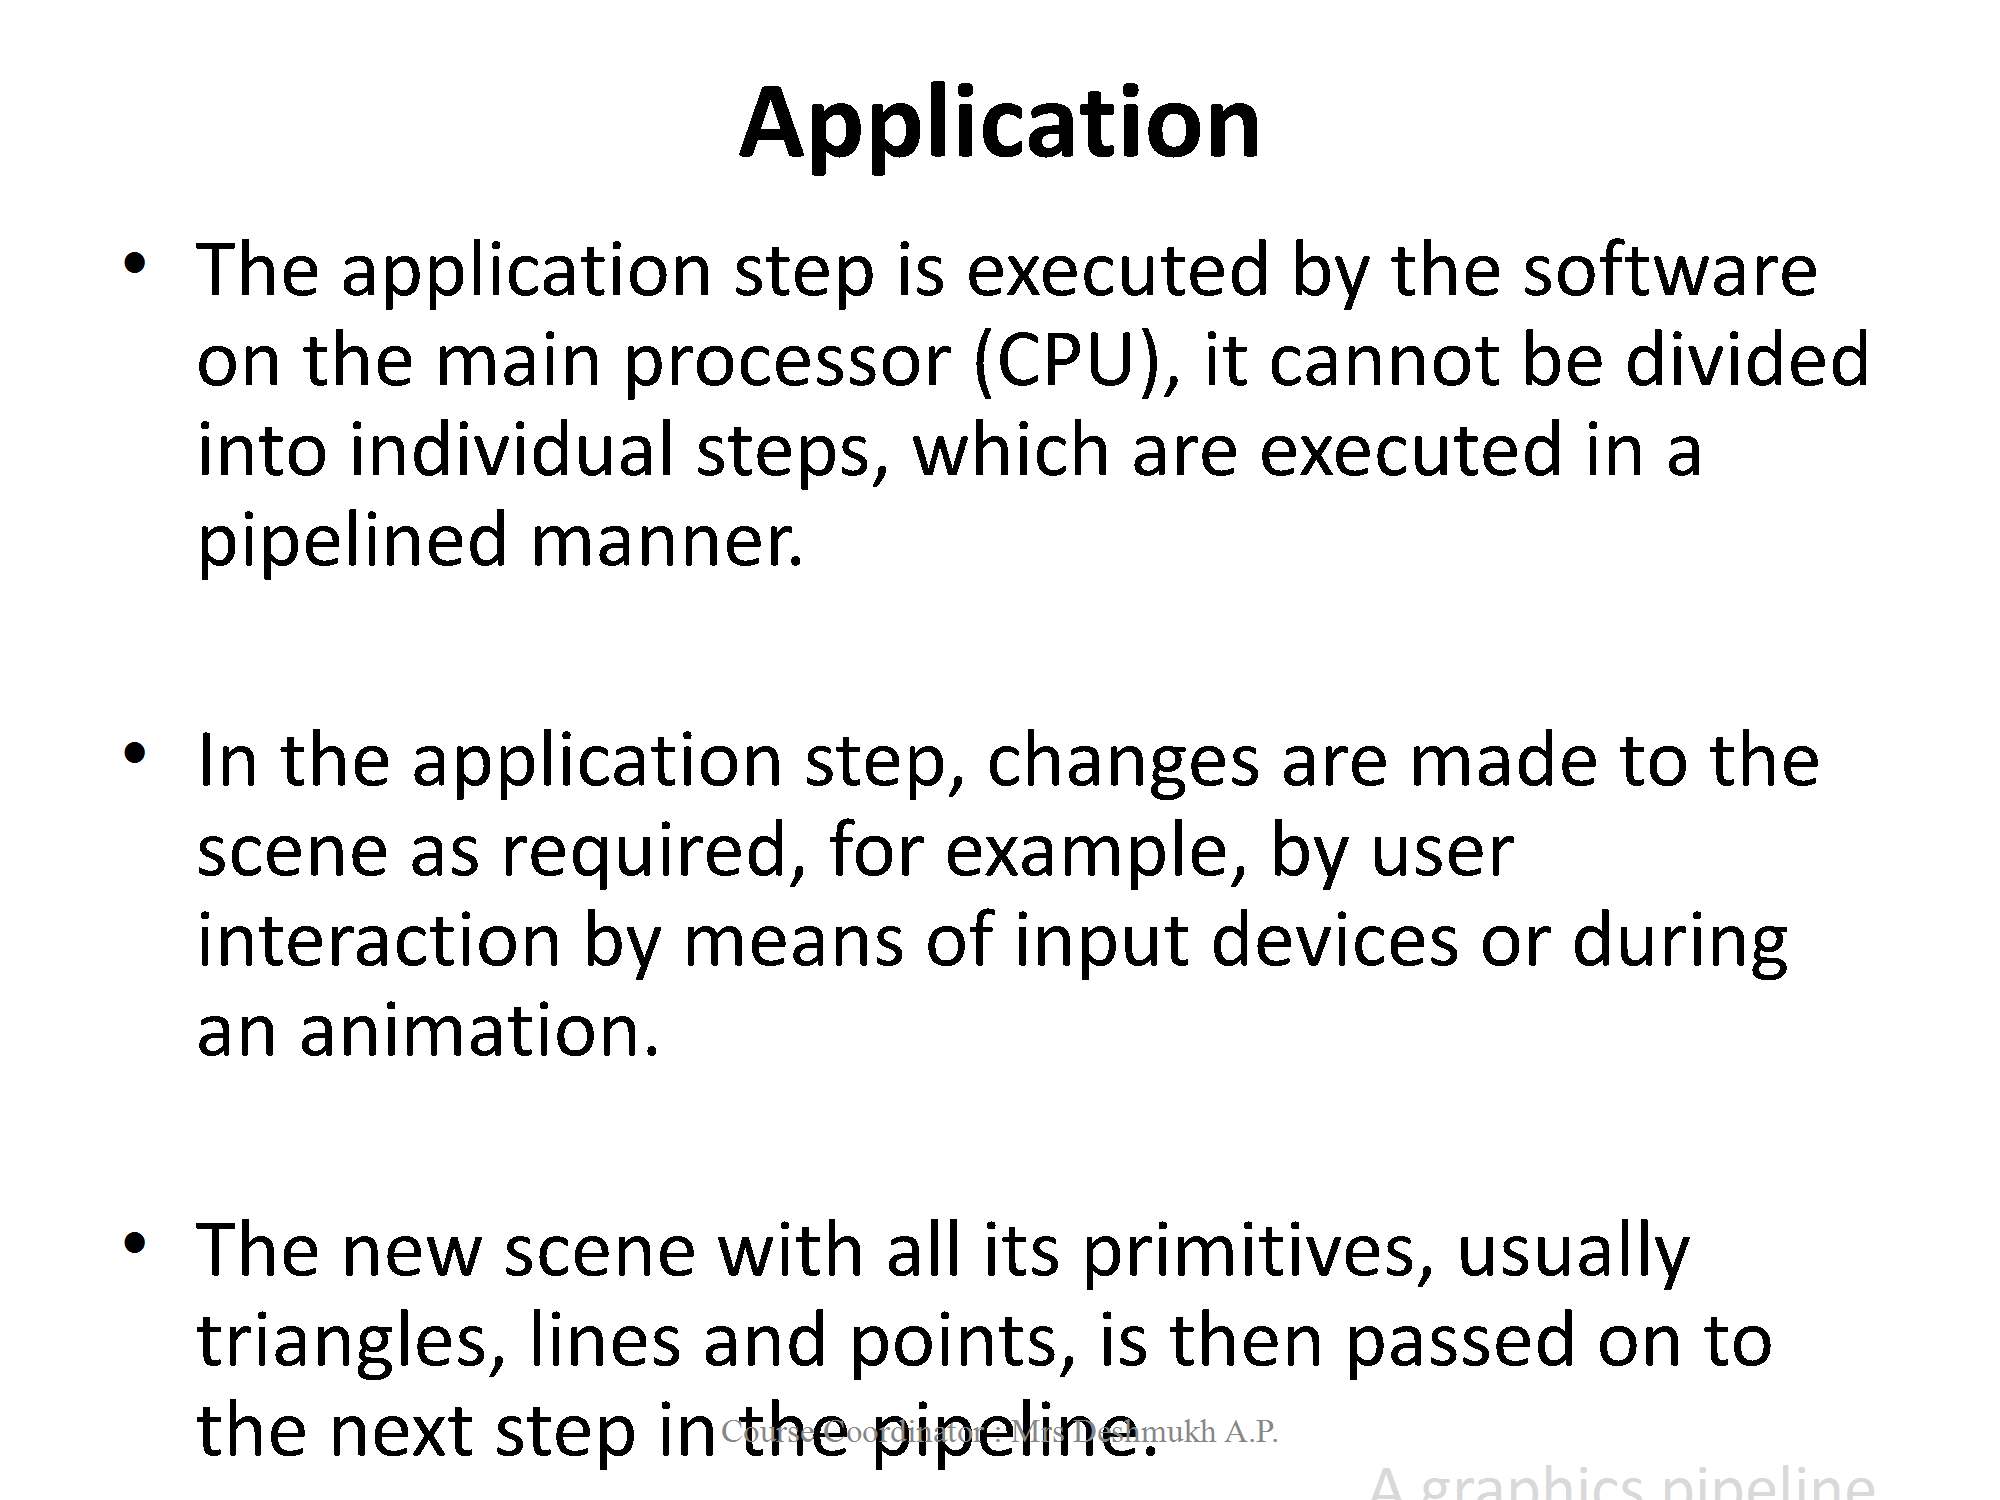 Application
• The application step is executed by the software
on the main processor (CPU), it cannot be divided
into individual steps, which are executed in a
pipelined manner.
• In the application step, changes are made to the
scene as required, for example, by user
interaction by means of input devices or during
an animation.
• The new scene with all its primitives, usually
triangles, lines and points, is then passed on to
the next step in the pipeline.
Course Coordinator : Mrs Deshmukh A.P.
A graphics pipeline